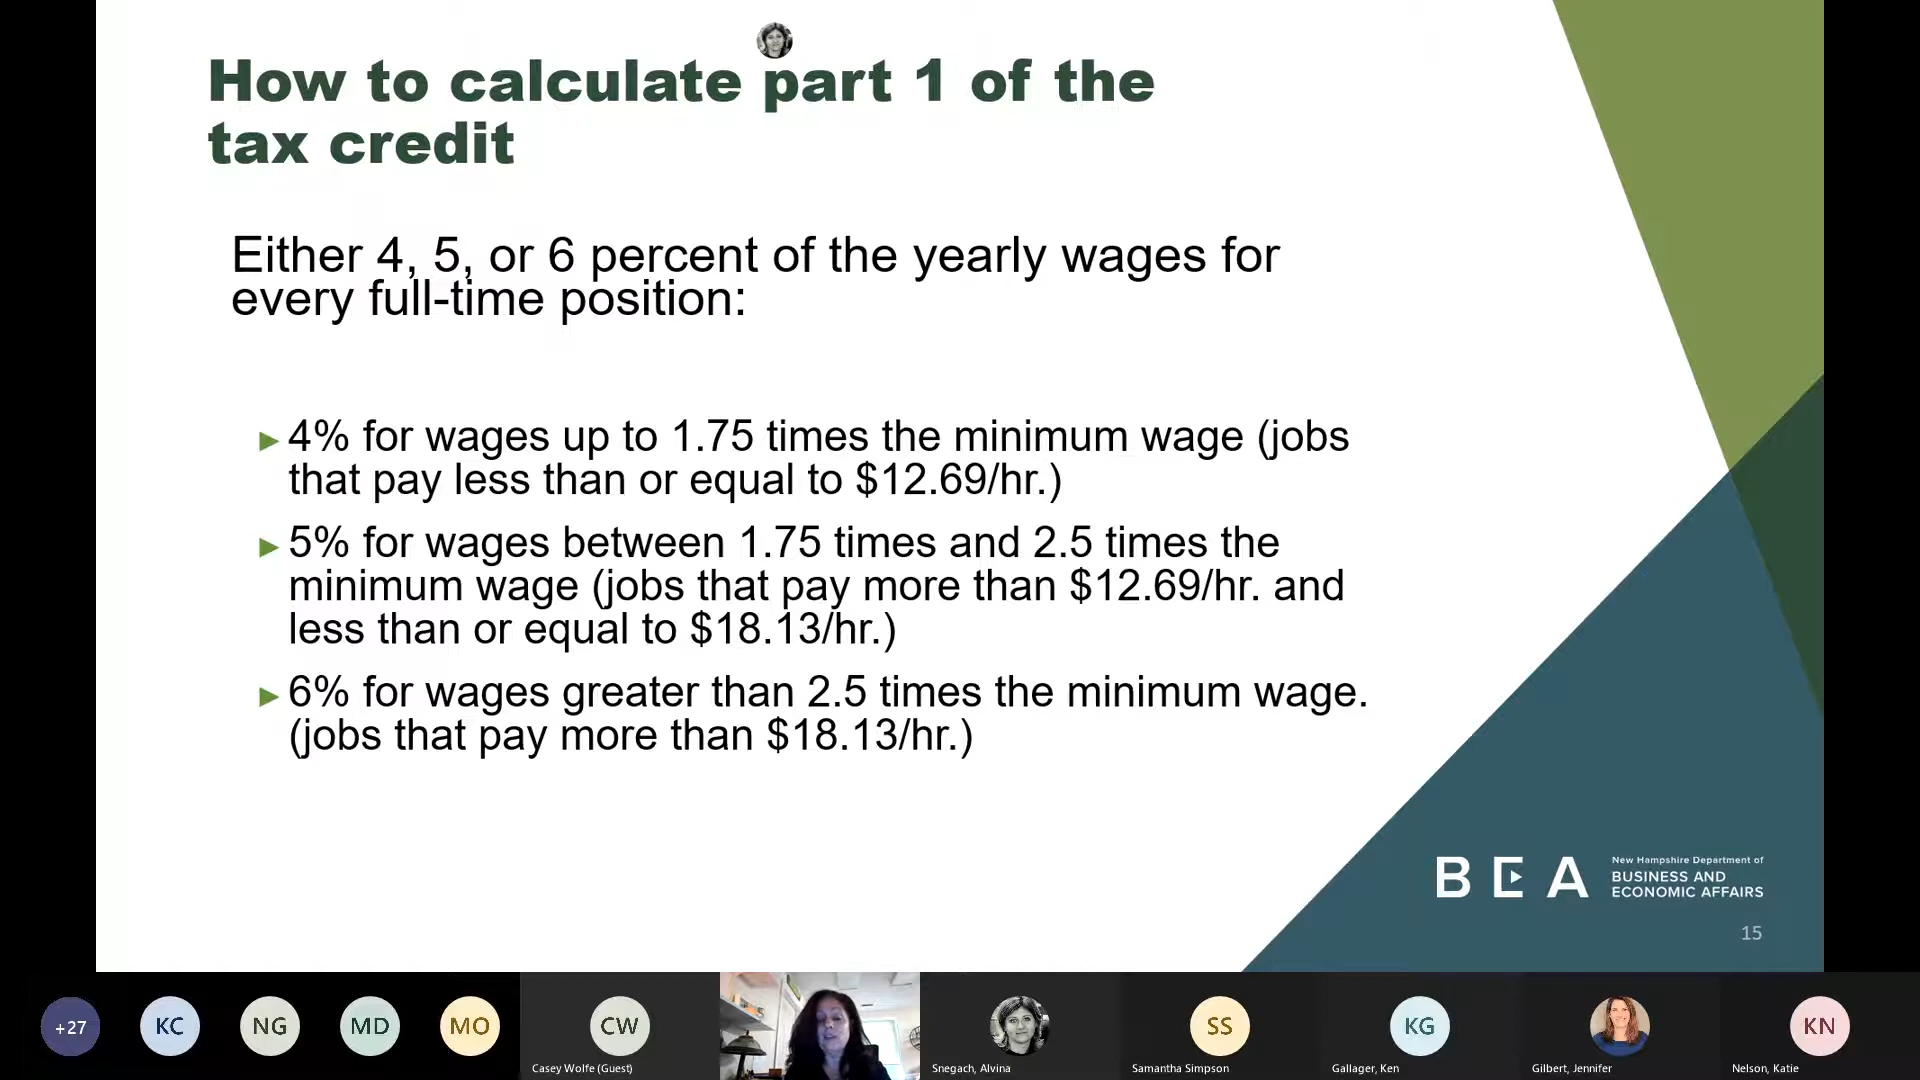 How to calculate part 1 of the
tax credit
Either 4, 5, or 6 percent of the yearly wages for
every full-time position:
4% for wages up to 1.75 times the minimum wage (jobs
that pay less than or equal to $12.69/hr.)
5% for wages between 1.75 times and 2.5 times the
minimum wage (jobs that pay more than $12.69/hr. and
less than or equal to $18.13/hr.)
6% for wages greater than 2.5 times the minimum wage.
(jobs that pay more than $18.13/hr.)
BEA
New Hampshire Department of
BUSINESS AND
ECONOMIC AFFAIRS
15
+27
KC
NG
MD
MO
CW
SS
KG
KN
Casey Wolfe (Guest)
Snegach, Alvina
Samantha Simpson
Gallager, Ken
Gilbert, Jennifer
Nelson, Katie